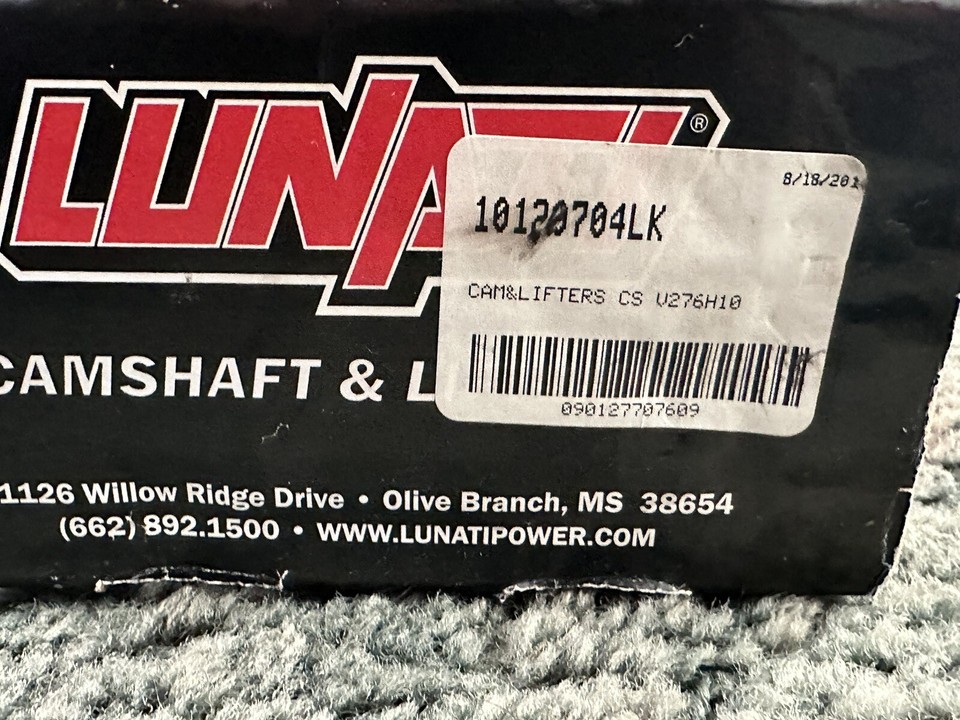 LUNATI®
8/18/201
10120704LK
CAM&LIFTERS CS V276H10
090127707609
CAMSHAFT & L
1126 Willow Ridge Drive • Olive Branch, MS 38654
(662) 892.1500 • WWW.LUNATIPOWER.COM